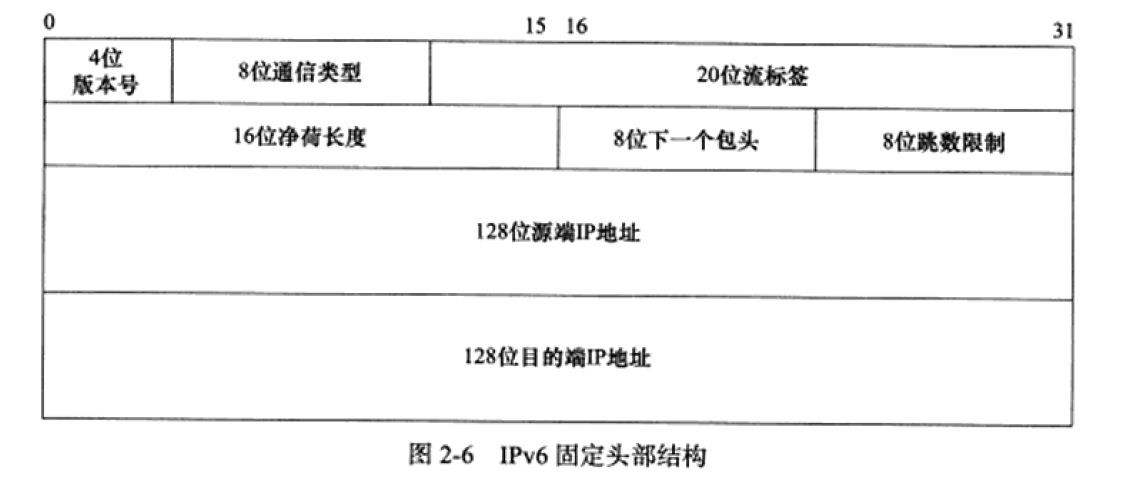 0 15 16 31
4位
版本号
8位通信类型
20位流标签
16位净荷长度
8位下一个包头
8位跳数限制
128位源端IP地址
128位目的端IP地址
图 2-6 IPv6 固定头部结构